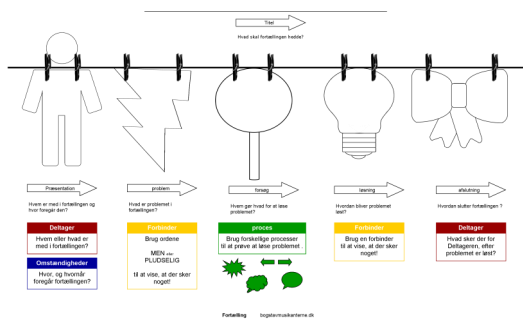 Titel
Hvad skal fortællingen hedde?
Præsentation
problem
forsøg
løsning
afslutning
Hvem er med i fortællingen og
hvor foregår den?
Hvad er problemet i
fortællingen?
Hvem gør hvad for at løse
problemet?
Hvordan bliver problemet
løst?
Hvordan slutter fortællingen ?
Deltager
Hvem eller hvad er
med i fortællingen?
Omstændigheder
Hvor, og hvornår
foregår fortællingen?
Forbinder
Brug ordene
MEN eller
PLUDSELIG
til at vise, at der sker
noget!
proces
Brug forskellige processer
til at prøve at løse problemet .
Forbinder
Brug en forbinder
til at vise, at der sker
noget!
Deltager
Hvad sker der for
Deltageren, efter
problemet er løst?
Fortælling bogstavmusikanterne.dk